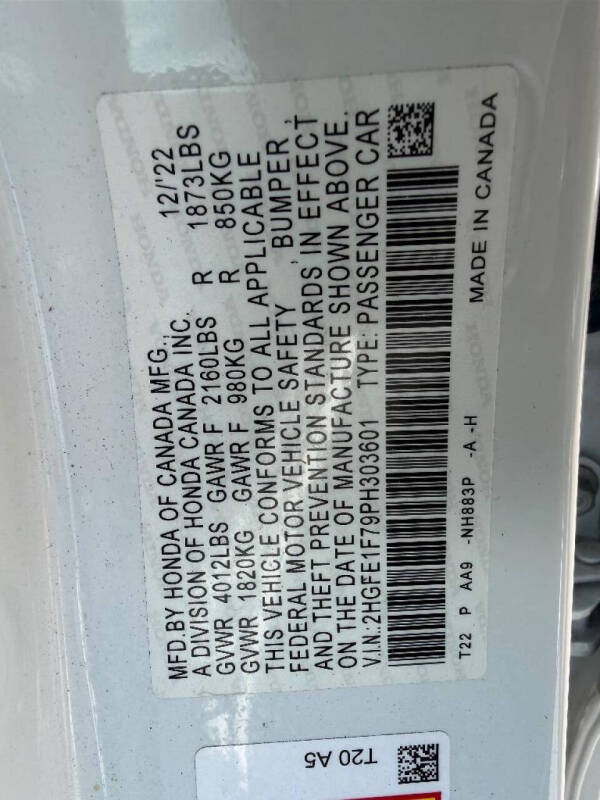 MFD.BY HONDA OF CANADA MFG., 12/'22
A DIVISION OF HONDA CANADA INC.
GVWR 4012LBS GAWR F 2160LBS R 1873LBS
GVWR 1820KG GAWR F 980KG R 850KG
THIS VEHICLE CONFORMS TO ALL APPLICABLE
FEDERAL MOTOR VEHICLE SAFETY , BUMPER ,
AND THEFT PREVENTION STANDARDS IN EFFECT
ON THE DATE OF MANUFACTURE SHOWN ABOVE.
V.I.N.:2HGFE1F79PH303601 TYPE: PASSENGER CAR
T22 P AA9 -NH883P -A -H
MADE IN CANADA
T20 A5